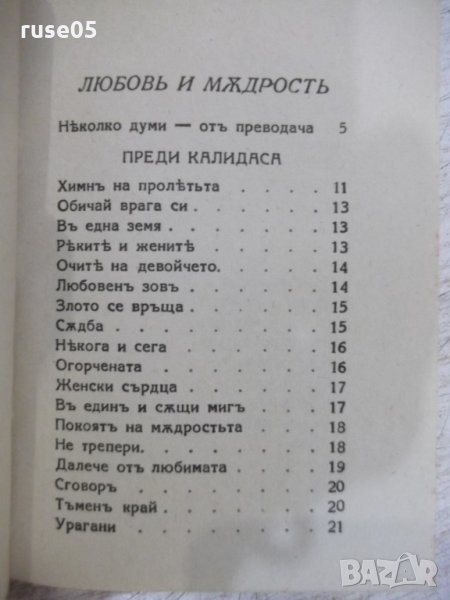 ruse05
ЛЮБОВЬ И МѪДРОСТЬ
Нѣколко думи — отъ преводача 5
ПРЕДИ КАЛИДАСА
Химнъ на пролѣтьта . . . . 11
Обичай врага си . . . . . 13
Въ една земя . . . . . 13
Рѣкитѣ и женитѣ . . . . 13
Очитѣ на девойчето. . . . 14
Любовенъ зовъ . . . . . 14
Злото се връща . . . . . 15
Сѫдба . . . . . . . 15
Нѣкога и сега . . . . . 16
Огорчената . . . . . . 16
Женски сърдца . . . . . 17
Въ единъ и сѫщи мигъ . . . 17
Покоятъ на мѫдростьта . . . 18
Не трепери. . . . . . . 18
Далече отъ любимата . . . 19
Сговоръ . . . . . . . 20
Тъменъ край . . . . . . 20
Урагани . . . . . . . 21
BAZAR